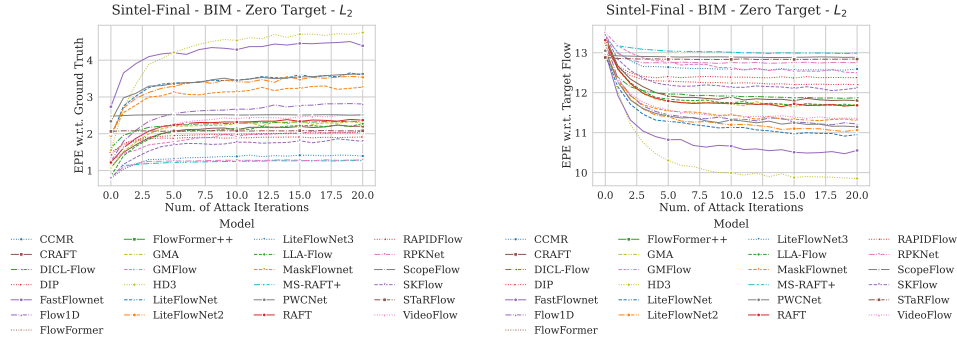 Sintel-Final - BIM - Zero Target - L2
EPE w.r.t. Ground Truth
4
3
2
1
0.0 2.5 5.0 7.5 10.0 12.5 15.0 17.5 20.0
Num. of Attack Iterations
Model
CCMR FlowFormer++ LiteFlowNet3 RAPIDFlow
CRAFT GMA LLA-Flow RPKNet
DICL-Flow GMFlow MaskFlownet ScopeFlow
DIP HD3 MS-RAFT+ SKFlow
FastFlownet LiteFlowNet PWCNet STaRFlow
Flow1D LiteFlowNet2 RAFT VideoFlow
FlowFormer
Sintel-Final - BIM - Zero Target - L2
EPE w.r.t. Target Flow
13
12
11
10
0.0 2.5 5.0 7.5 10.0 12.5 15.0 17.5 20.0
Num. of Attack Iterations
Model
CCMR FlowFormer++ LiteFlowNet3 RAPIDFlow
CRAFT GMA LLA-Flow RPKNet
DICL-Flow GMFlow MaskFlownet ScopeFlow
DIP HD3 MS-RAFT+ SKFlow
FastFlownet LiteFlowNet PWCNet STaRFlow
Flow1D LiteFlowNet2 RAFT VideoFlow
FlowFormer